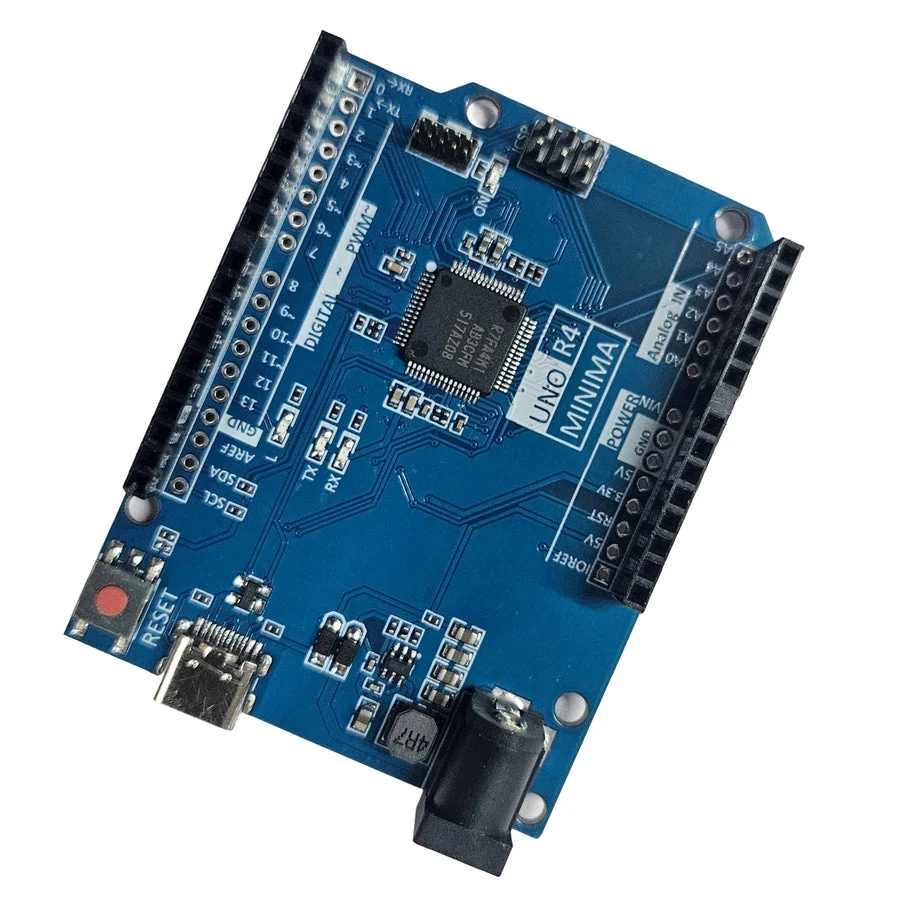 RX← 0
TX→ 1
2
~3
4
~5
~6
7
8
~9
~10
~11
12
13
GND
AREF
SDA
SCL
DIGITAL
~
PWM~
ON
R7FA4M1
AB3CFM
517AZ08
UNO R4
MINIMA
L
TX
RX
A5
A4
A3
A2
A1
A0
Analog IN
VIN
GND
5V
3.3V
RST
5V
IOREF
POWER
RESET
4R7